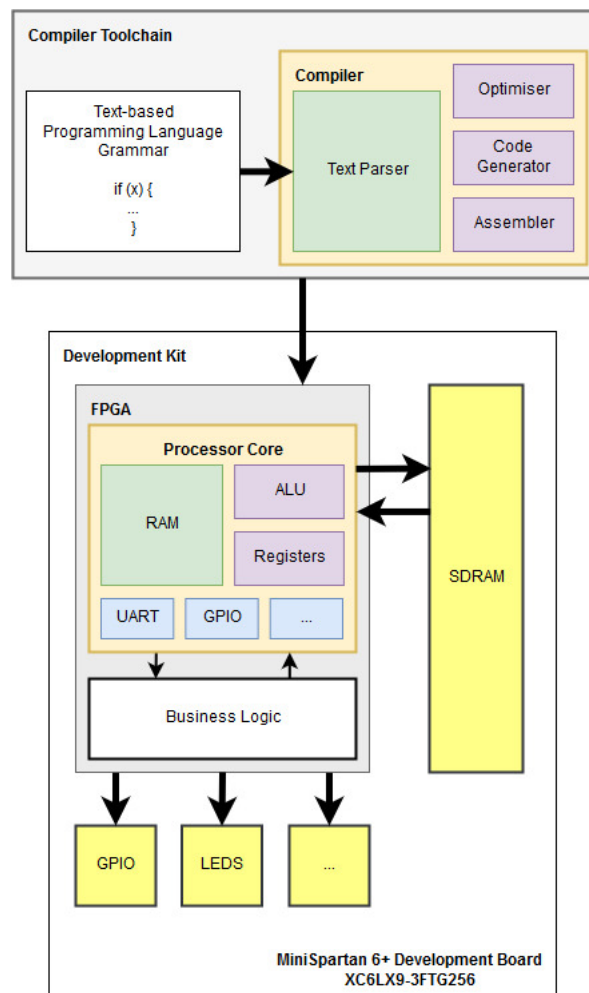 Compiler Toolchain
Text-based
Programming Language
Grammar
if (x) {
...
}
Compiler
Text Parser
Optimiser
Code
Generator
Assembler
Development Kit
FPGA
Processor Core
RAM
ALU
Registers
UART
GPIO
...
Business Logic
SDRAM
GPIO
LEDS
...
MiniSpartan 6+ Development Board
XC6LX9-3FTG256